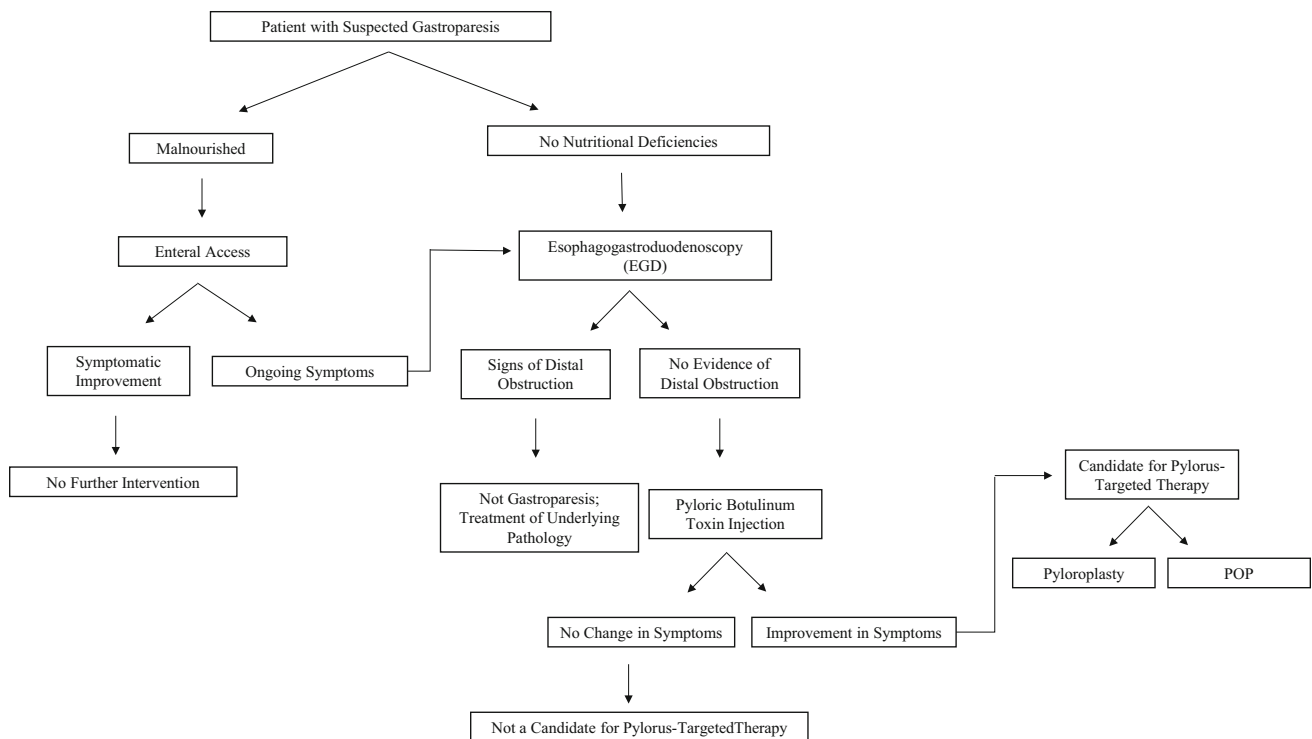 Patient with Suspected Gastroparesis
Malnourished
No Nutritional Deficiencies
Enteral Access
Esophagogastroduodenoscopy
(EGD)
Symptomatic
Improvement
Ongoing Symptoms
Signs of Distal
Obstruction
No Evidence of
Distal Obstruction
No Further Intervention
Not Gastroparesis;
Treatment of Underlying
Pathology
Pyloric Botulinum
Toxin Injection
Candidate for Pylorus-
Targeted Therapy
Pyloroplasty
POP
No Change in Symptoms
Improvement in Symptoms
Not a Candidate for Pylorus-TargetedTherapy